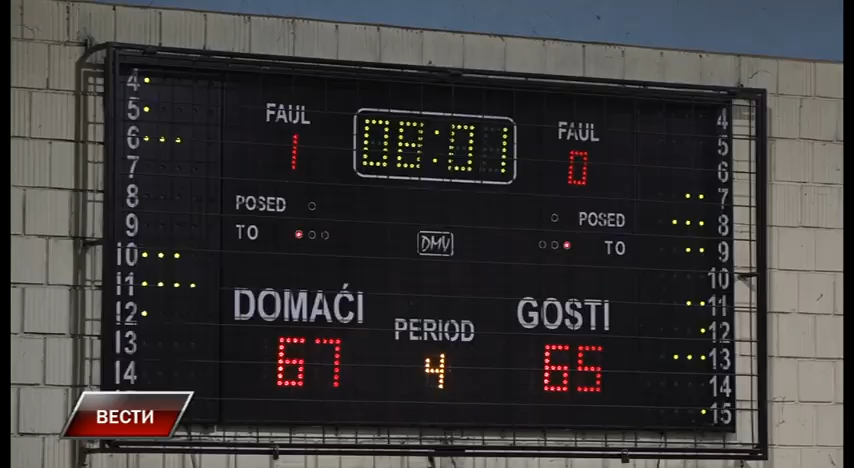 4 4
5 FAUL 08:01 FAUL 5
6 1 0 6
7 7
8 POSED POSED 8
9 TO DMV TO 9
10 10
11 DOMAĆI GOSTI 11
12 PERIOD 12
13 67 4 65 13
14 14
15
ВЕСТИ